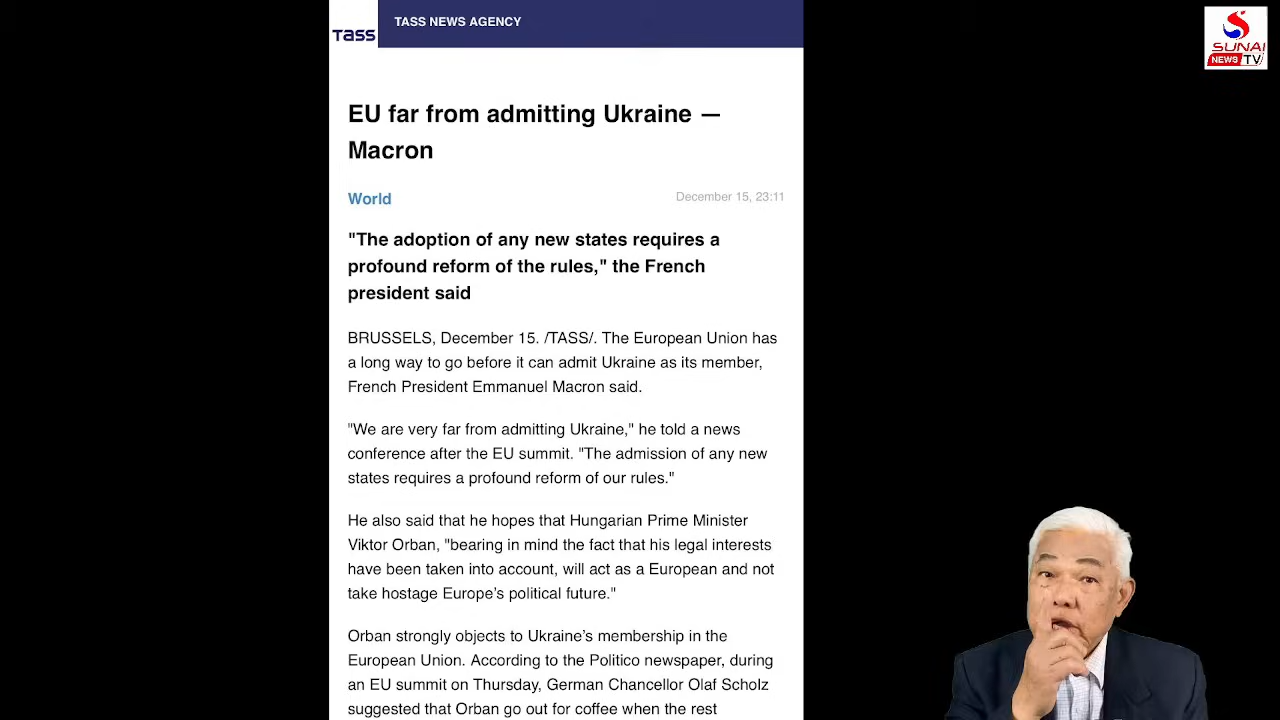 TASS
TASS NEWS AGENCY
SUNAI
NEWS TV
EU far from admitting Ukraine —
Macron
World
December 15, 23:11
"The adoption of any new states requires a
profound reform of the rules," the French
president said
BRUSSELS, December 15. /TASS/. The European Union has
a long way to go before it can admit Ukraine as its member,
French President Emmanuel Macron said.
"We are very far from admitting Ukraine," he told a news
conference after the EU summit. "The admission of any new
states requires a profound reform of our rules."
He also said that he hopes that Hungarian Prime Minister
Viktor Orban, "bearing in mind the fact that his legal interests
have been taken into account, will act as a European and not
take hostage Europe’s political future."
Orban strongly objects to Ukraine’s membership in the
European Union. According to the Politico newspaper, during
an EU summit on Thursday, German Chancellor Olaf Scholz
suggested that Orban go out for coffee when the rest